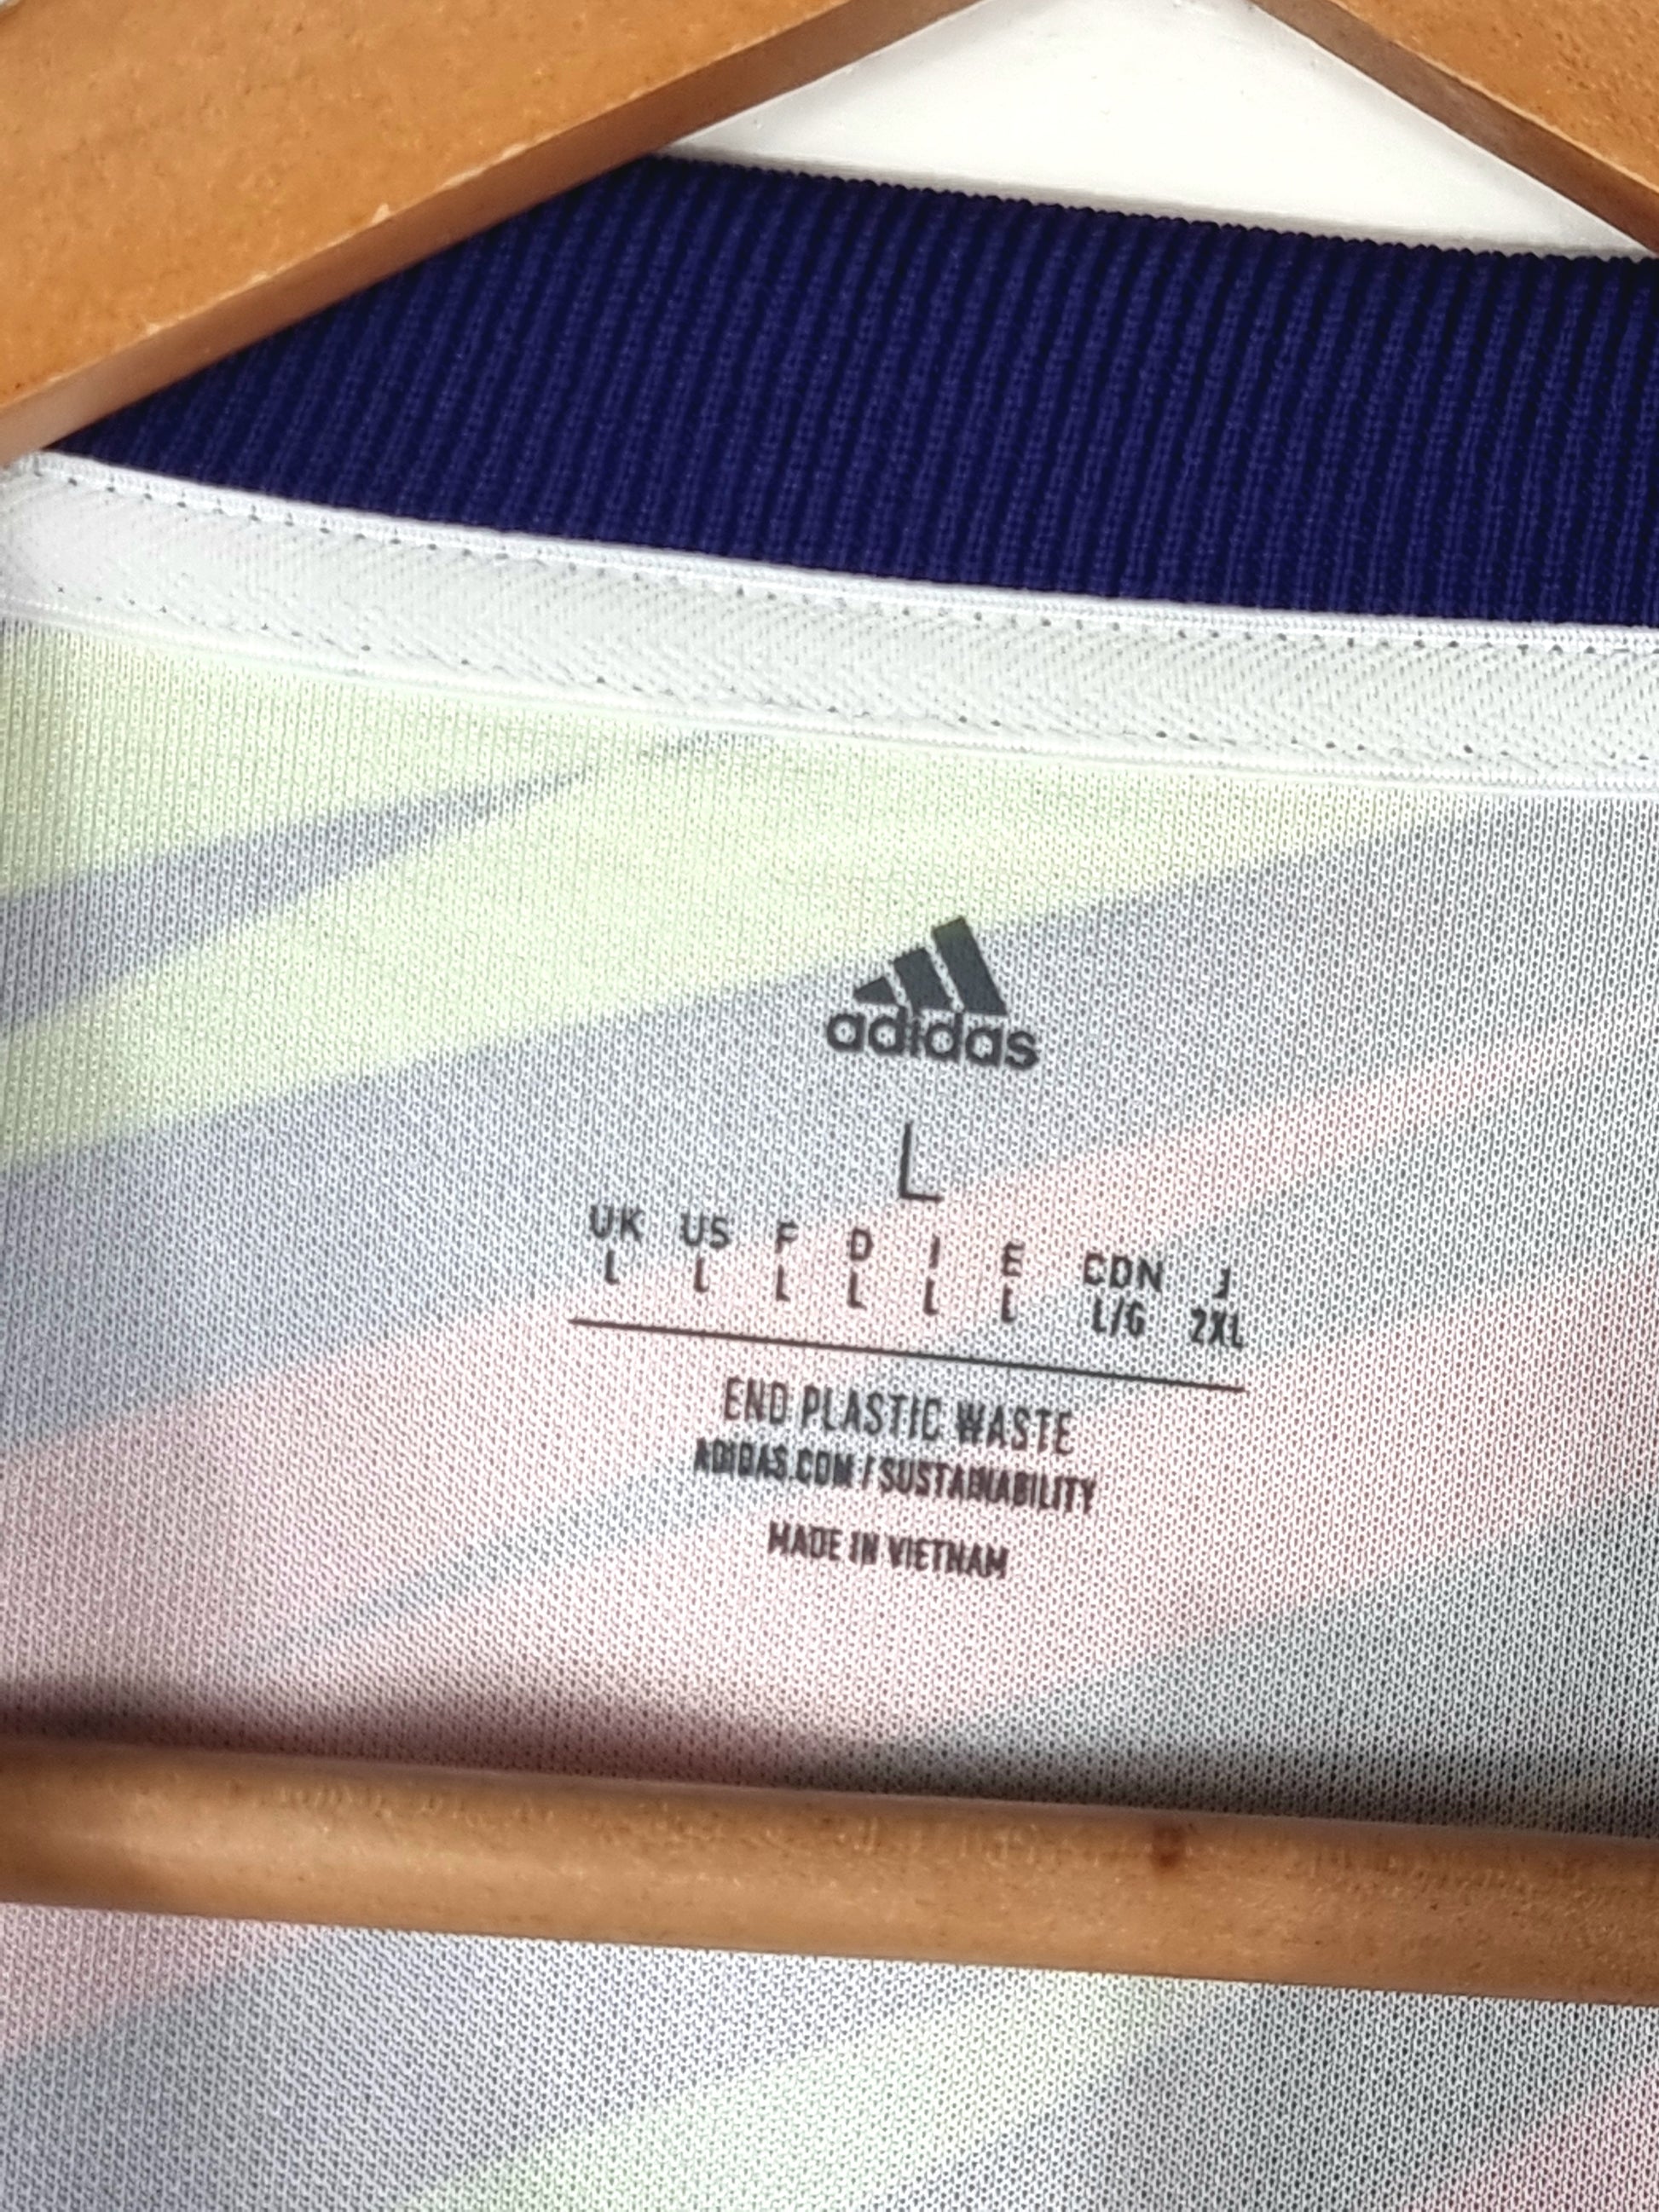 adidas
L
UK US F D I E CDN J
L L L L L L L/G 2XL
END PLASTIC WASTE
ADIDAS.COM / SUSTAINABILITY
MADE IN VIETNAM